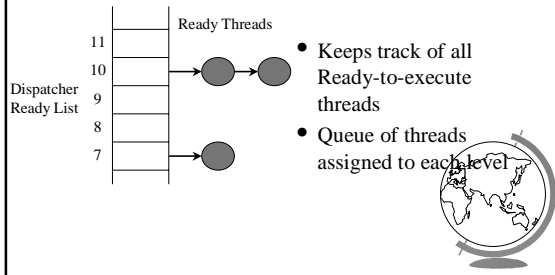 Ready Threads
11
10
9
8
7
Dispatcher
Ready List
• Keeps track of all
Ready-to-execute
threads
• Queue of threads
assigned to each level